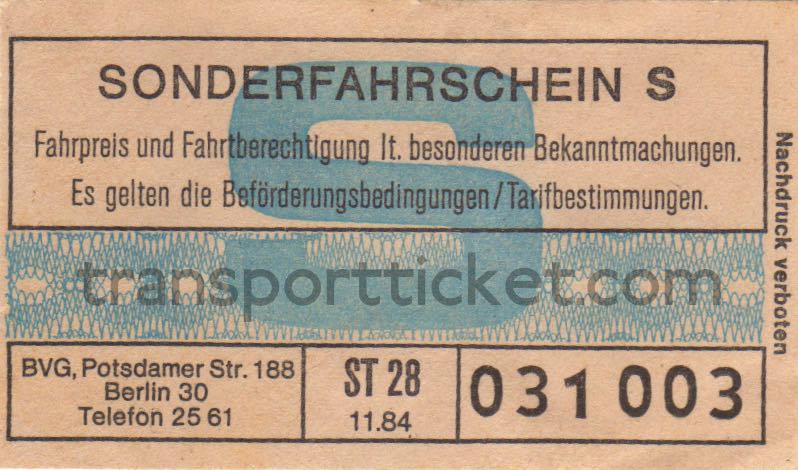 SONDERFAHRSCHEIN S
Fahrpreis und Fahrtberechtigung lt. besonderen Bekanntmachungen.
Es gelten die Beförderungsbedingungen/Tarifbestimmungen.
S
transportticket.com
BVG, Potsdamer Str. 188
Berlin 30
Telefon 25 61
ST 28
11.84
031 003
Nachdruck verboten